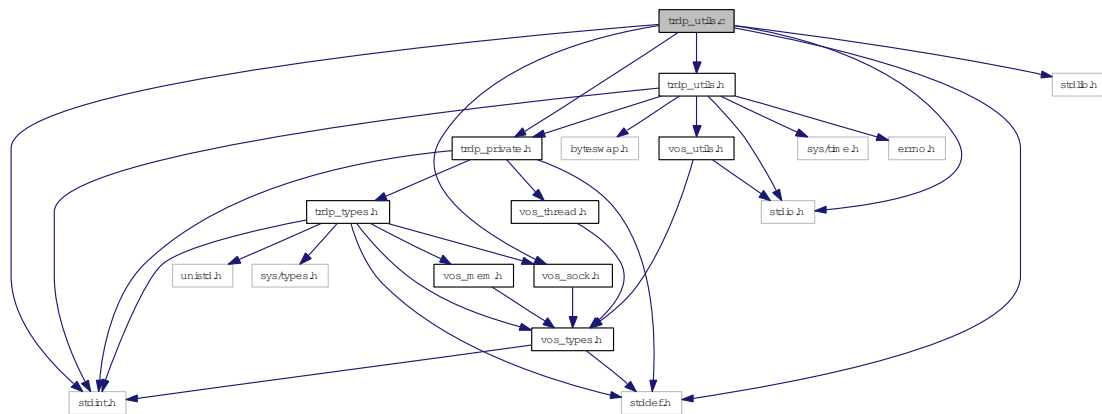 trdp_utils.c
trdp_utils.h
stdlib.h
trdp_private.h
byteswap.h
vos_utils.h
sys/time.h
errno.h
trdp_types.h
vos_thread.h
stdio.h
unistd.h
sys/types.h
vos_mem.h
vos_sock.h
vos_types.h
stdint.h
stddef.h